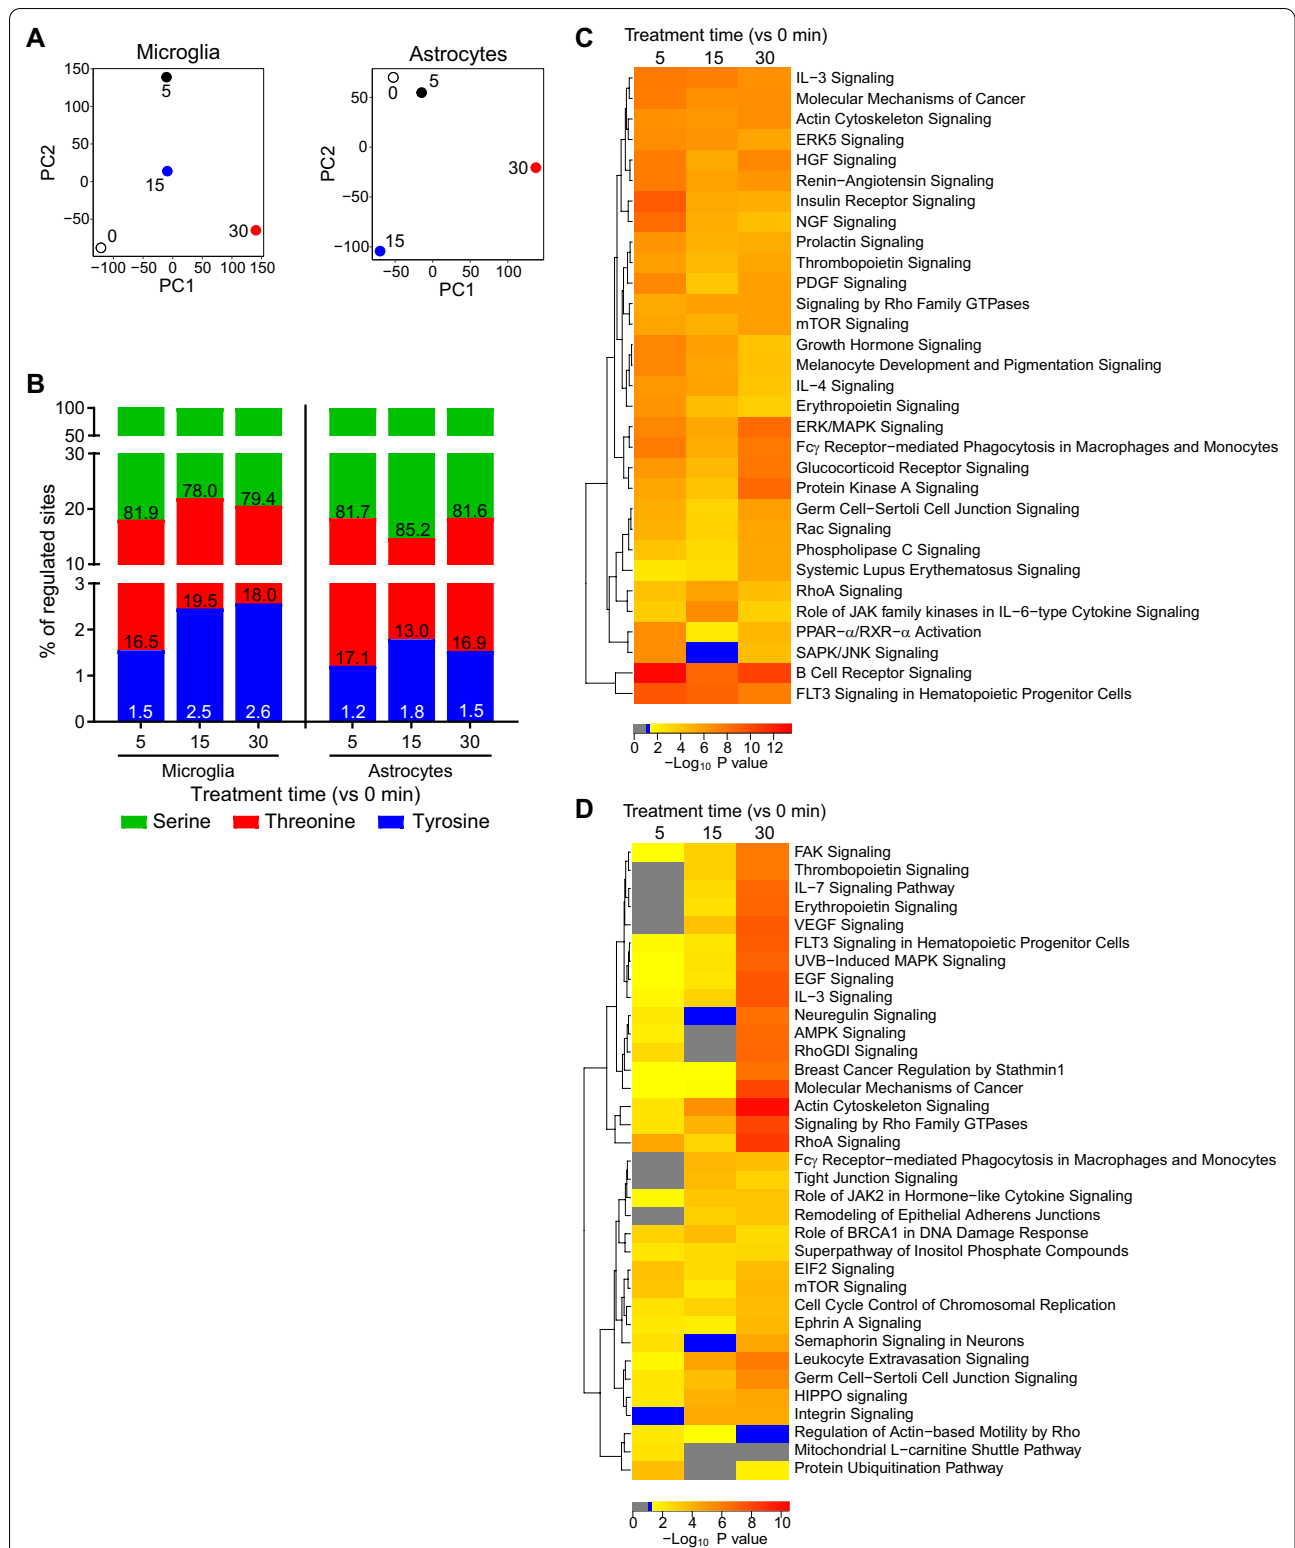 A
Microglia
150
100
50
0
−50
PC2
5
15
0
30
−100 −50 0 50 100 150
PC1
Astrocytes
50
0
−50
−100
PC2
0
5
30
15
−50 0 50 100
PC1
B
% of regulated sites
100
50
30
20
10
3
2
1
0
81.9 78.0 79.4 81.7 85.2 81.6
16.5 19.5 18.0 17.1 13.0 16.9
1.5 2.5 2.6 1.2 1.8 1.5
5 15 30 5 15 30
Microglia Astrocytes
Treatment time (vs 0 min)
Serine Threonine Tyrosine
C
Treatment time (vs 0 min)
5 15 30
IL−3 Signaling
Molecular Mechanisms of Cancer
Actin Cytoskeleton Signaling
ERK5 Signaling
HGF Signaling
Renin−Angiotensin Signaling
Insulin Receptor Signaling
NGF Signaling
Prolactin Signaling
Thrombopoietin Signaling
PDGF Signaling
Signaling by Rho Family GTPases
mTOR Signaling
Growth Hormone Signaling
Melanocyte Development and Pigmentation Signaling
IL−4 Signaling
Erythropoietin Signaling
ERK/MAPK Signaling
Fcγ Receptor−mediated Phagocytosis in Macrophages and Monocytes
Glucocorticoid Receptor Signaling
Protein Kinase A Signaling
Germ Cell−Sertoli Cell Junction Signaling
Rac Signaling
Phospholipase C Signaling
Systemic Lupus Erythematosus Signaling
RhoA Signaling
Role of JAK family kinases in IL−6−type Cytokine Signaling
PPAR−α/RXR−α Activation
SAPK/JNK Signaling
B Cell Receptor Signaling
FLT3 Signaling in Hematopoietic Progenitor Cells
0 2 4 6 8 10 12
−Log₁₀ P value
D
Treatment time (vs 0 min)
5 15 30
FAK Signaling
Thrombopoietin Signaling
IL−7 Signaling Pathway
Erythropoietin Signaling
VEGF Signaling
FLT3 Signaling in Hematopoietic Progenitor Cells
UVB−Induced MAPK Signaling
EGF Signaling
IL−3 Signaling
Neuregulin Signaling
AMPK Signaling
RhoGDI Signaling
Breast Cancer Regulation by Stathmin1
Molecular Mechanisms of Cancer
Actin Cytoskeleton Signaling
Signaling by Rho Family GTPases
RhoA Signaling
Fcγ Receptor−mediated Phagocytosis in Macrophages and Monocytes
Tight Junction Signaling
Role of JAK2 in Hormone−like Cytokine Signaling
Remodeling of Epithelial Adherens Junctions
Role of BRCA1 in DNA Damage Response
Superpathway of Inositol Phosphate Compounds
EIF2 Signaling
mTOR Signaling
Cell Cycle Control of Chromosomal Replication
Ephrin A Signaling
Semaphorin Signaling in Neurons
Leukocyte Extravasation Signaling
Germ Cell−Sertoli Cell Junction Signaling
HIPPO signaling
Integrin Signaling
Regulation of Actin−based Motility by Rho
Mitochondrial L−carnitine Shuttle Pathway
Protein Ubiquitination Pathway
0 2 4 6 8 10
−Log₁₀ P value